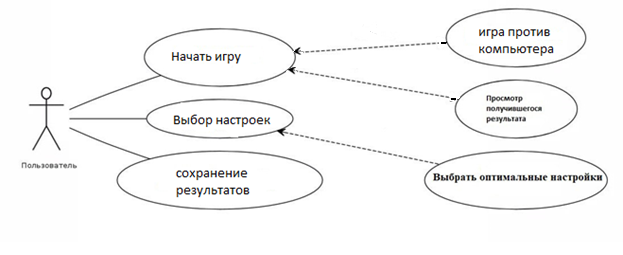 игра против
компьютера
Начать игру
Просмотр
получившегося
результата
Выбор настроек
Пользователь
сохранение
результатов
Выбрать оптимальные настройки